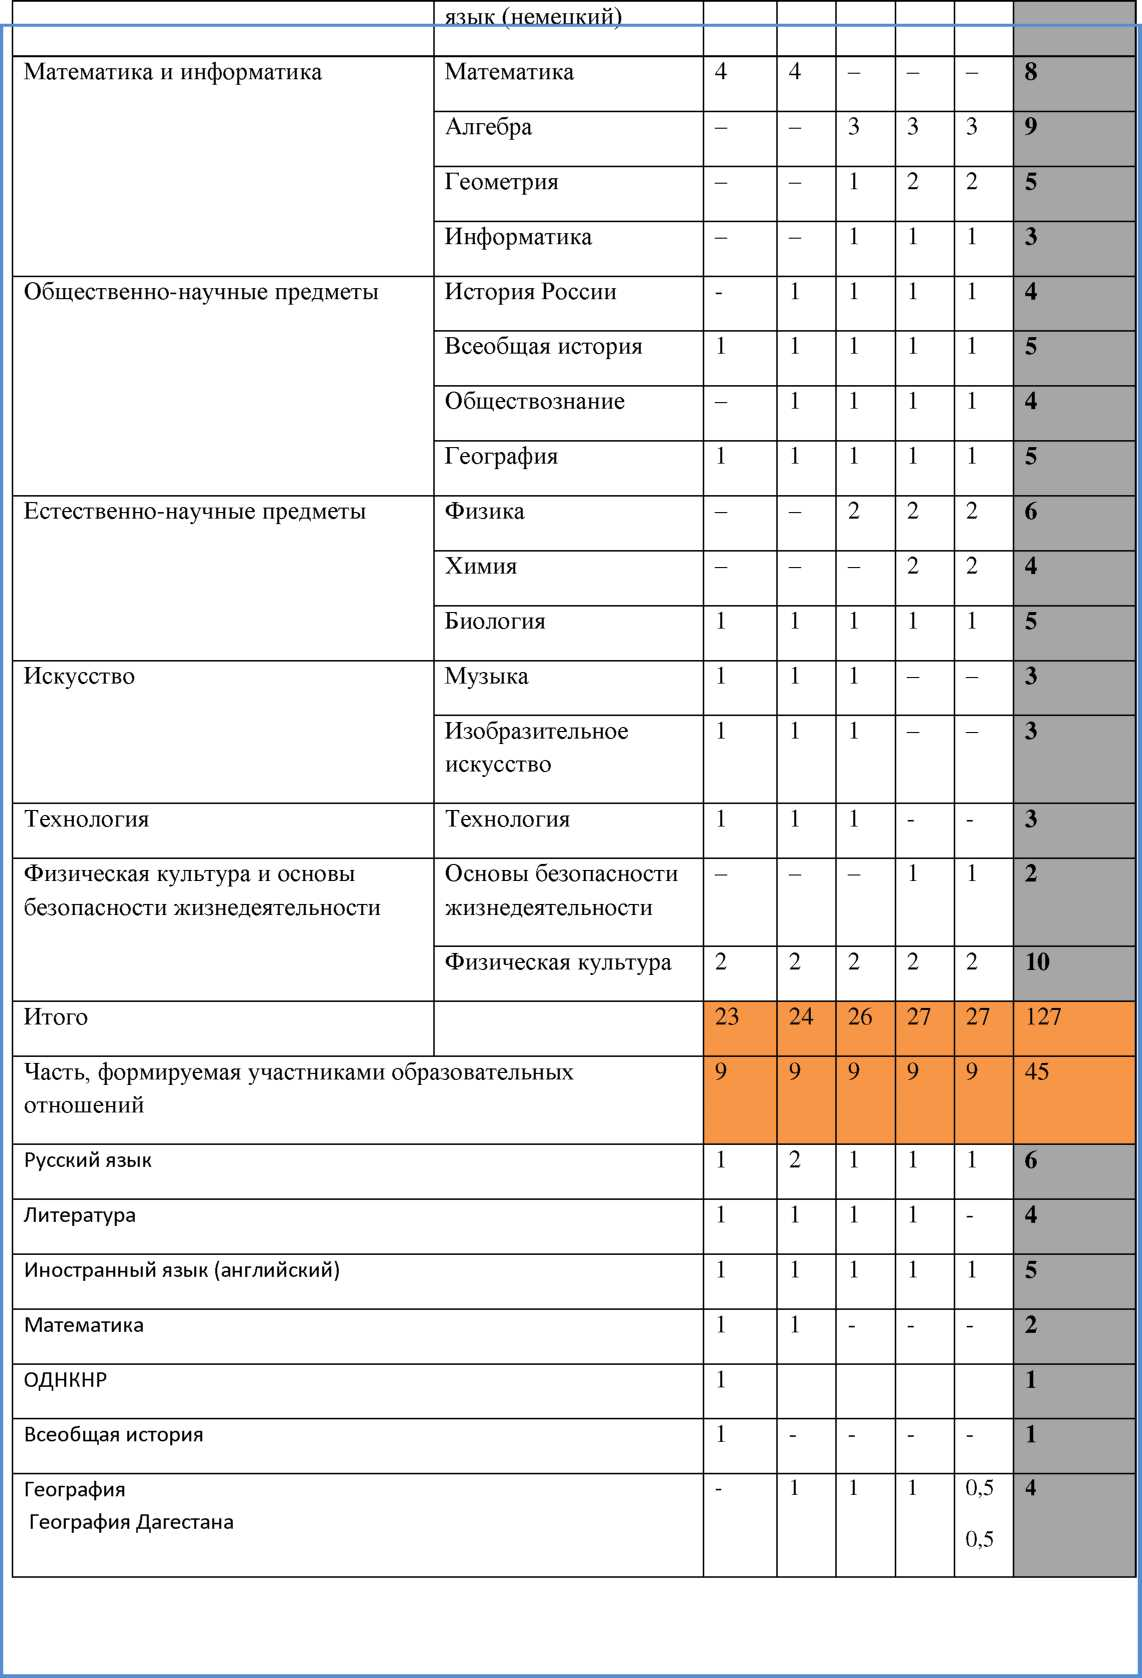 язык (немецкий)
Математика и информатика Математика 4 4 – – – 8
Алгебра – – 3 3 3 9
Геометрия – – 1 2 2 5
Информатика – – 1 1 1 3
Общественно-научные предметы История России - 1 1 1 1 4
Всеобщая история 1 1 1 1 1 5
Обществознание – 1 1 1 1 4
География 1 1 1 1 1 5
Естественно-научные предметы Физика – – 2 2 2 6
Химия – – – 2 2 4
Биология 1 1 1 1 1 5
Искусство Музыка 1 1 1 – – 3
Изобразительное 1 1 1 – – 3
искусство
Технология Технология 1 1 1 - - 3
Физическая культура и основы Основы безопасности – – – 1 1 2
безопасности жизнедеятельности жизнедеятельности
Физическая культура 2 2 2 2 2 10
Итого 23 24 26 27 27 127
Часть, формируемая участниками образовательных 9 9 9 9 9 45
отношений
Русский язык 1 2 1 1 1 6
Литература 1 1 1 1 - 4
Иностранный язык (английский) 1 1 1 1 1 5
Математика 1 1 - - - 2
ОДНКНР 1 1
Всеобщая история 1 - - - - 1
География - 1 1 1 0,5 4
География Дагестана 0,5